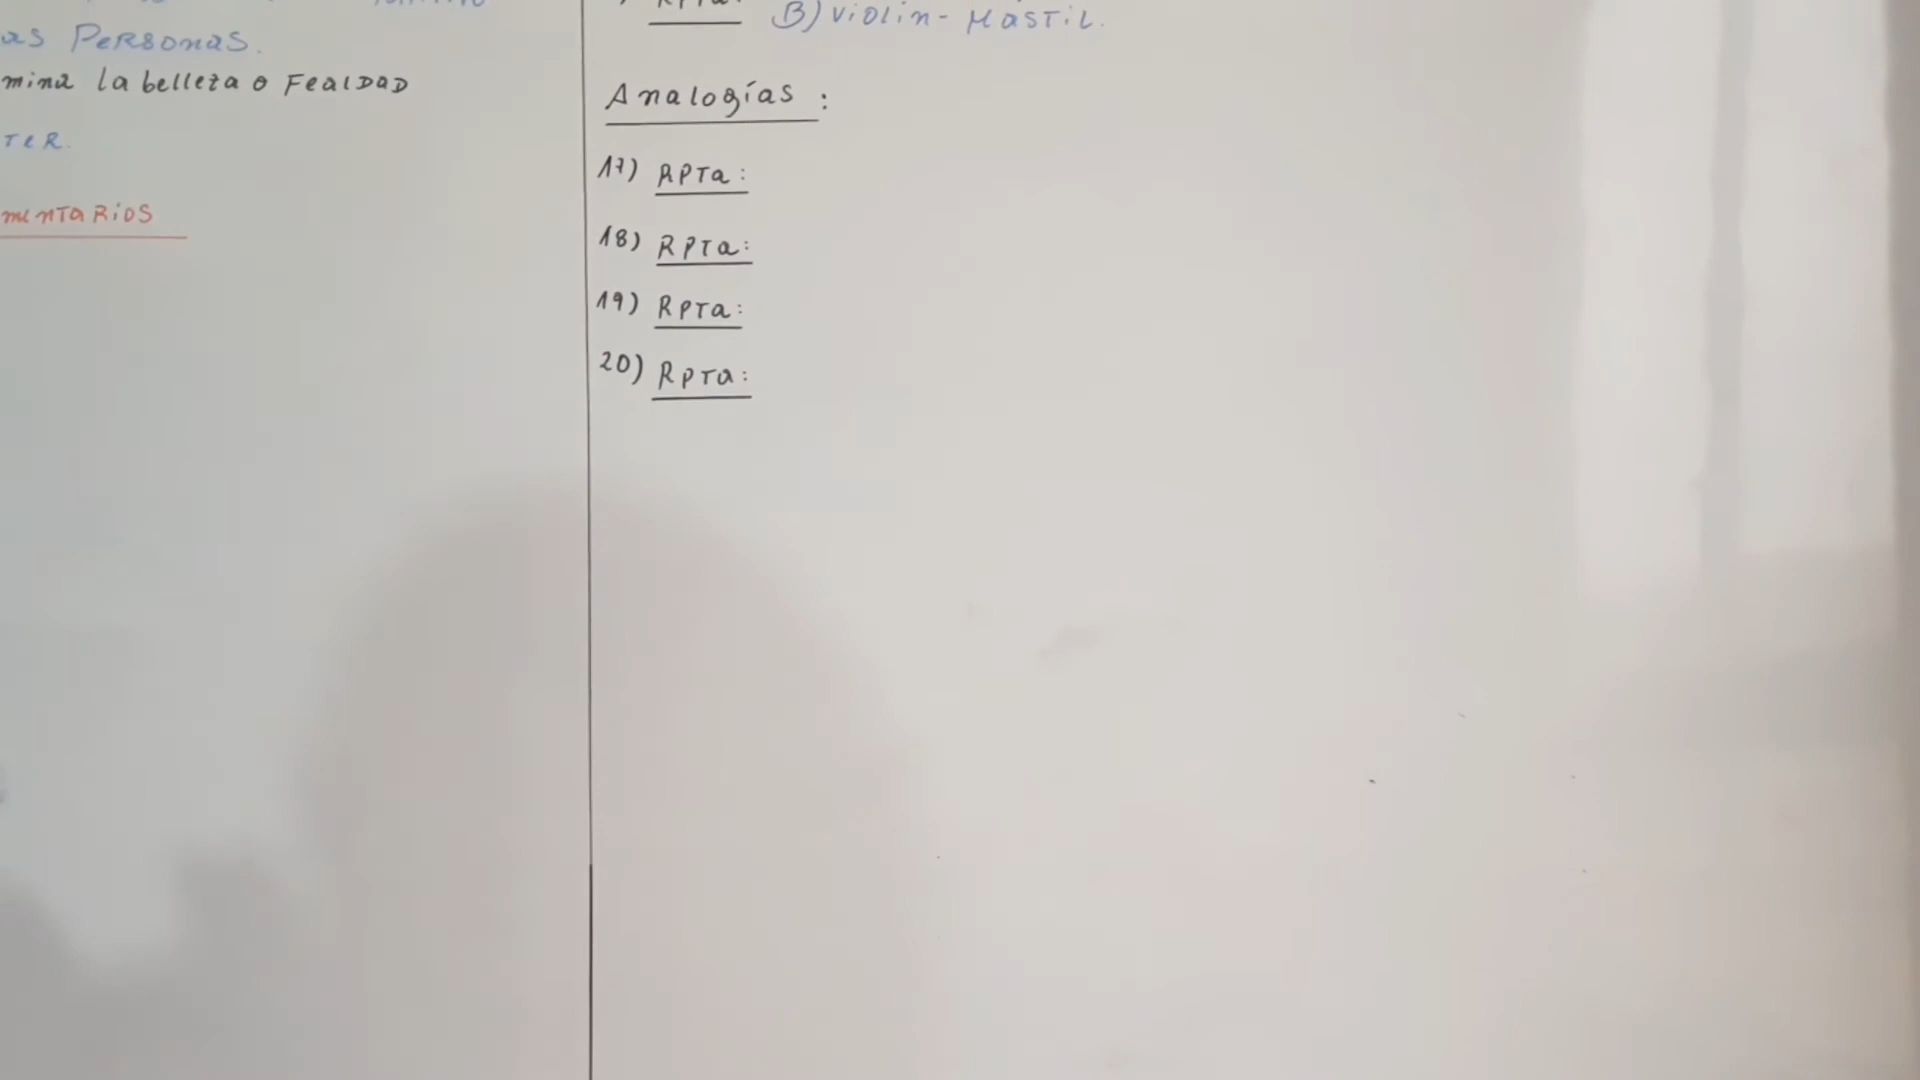 as Personas.
mina la belleza o FealDaD
TeR.
mentaRioS
RPTa: B) Violin - MasTiL.
Analogías :
17) RPTa:
18) RPTa:
19) RPTa:
20) RPTa: